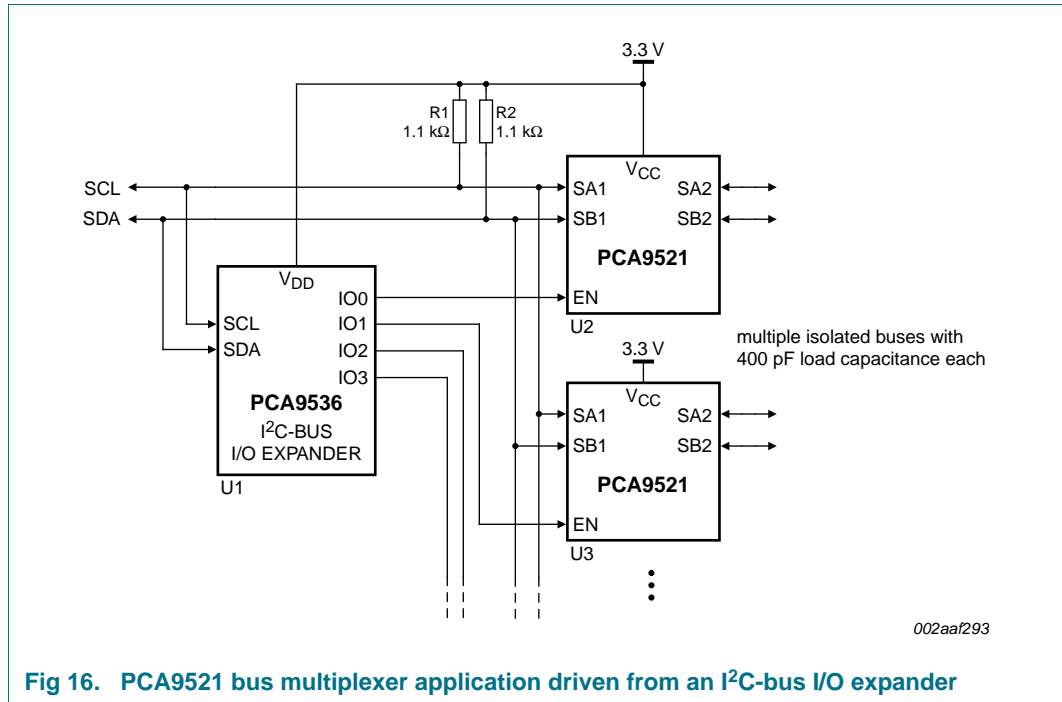 3.3 V
R1
1.1 kΩ
R2
1.1 kΩ
SCL
SDA
VCC
SA1
SA2
SB1
SB2
PCA9521
EN
U2
VDD
IO0
IO1
IO2
IO3
SCL
SDA
PCA9536
I2C-BUS
I/O EXPANDER
U1
multiple isolated buses with
400 pF load capacitance each
3.3 V
VCC
SA1
SA2
SB1
SB2
PCA9521
EN
U3
002aaf293
Fig 16. PCA9521 bus multiplexer application driven from an I2C-bus I/O expander